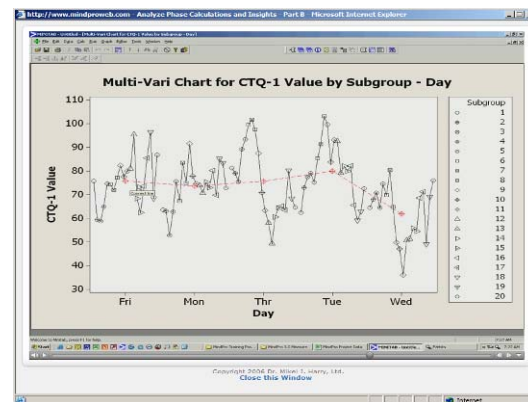 http://www.mindproweb.com - Analyze Phase Calculations and Insights - Part B - Microsoft Internet Explorer
Multi-Vari Chart for CTQ-1 Value by Subgroup - Day
CTQ-1 Value
110
100
90
80
70
60
50
40
30
Fri
Mon
Thr
Tue
Wed
Day
Subgroup
1
2
3
4
5
6
7
8
9
10
11
12
13
14
15
16
17
18
19
20
Copyright 2006 Dr. Mikel J. Harry, Ltd.
Close this Window
Internet